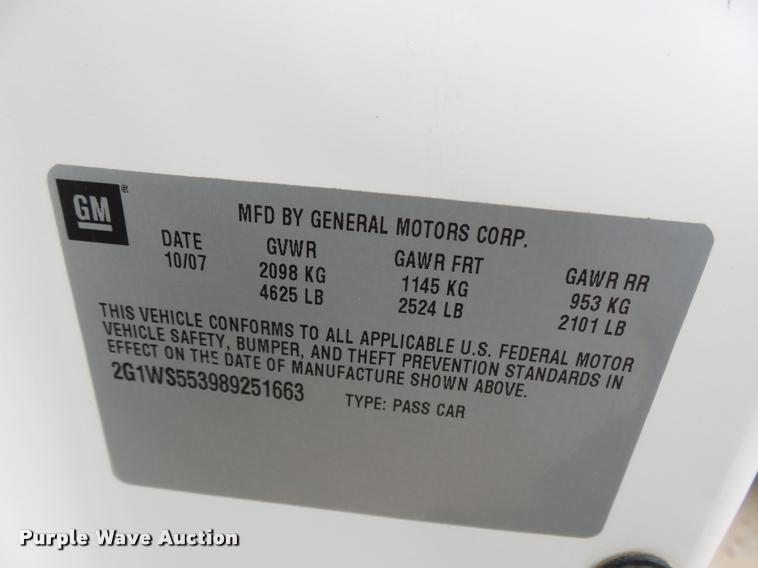 GM®
MFD BY GENERAL MOTORS CORP.
DATE GVWR GAWR FRT GAWR RR
10/07 2098 KG 1145 KG 953 KG
4625 LB 2524 LB 2101 LB
THIS VEHICLE CONFORMS TO ALL APPLICABLE U.S. FEDERAL MOTOR
VEHICLE SAFETY, BUMPER, AND THEFT PREVENTION STANDARDS IN
EFFECT ON THE DATE OF MANUFACTURE SHOWN ABOVE.
2G1WS553989251663 TYPE: PASS CAR
Purple Wave Auction